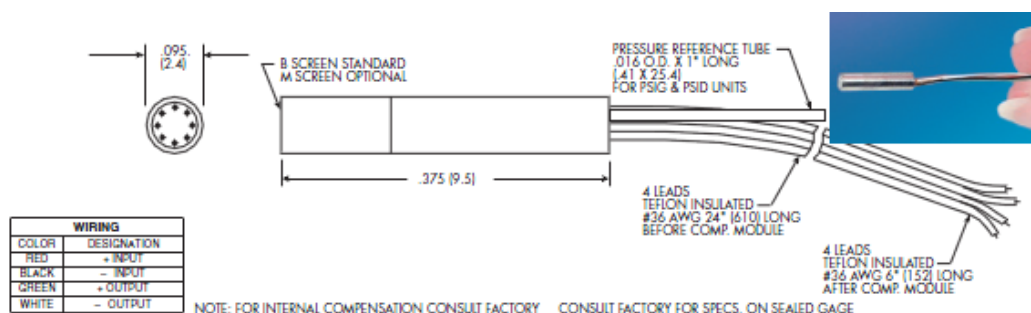 .095
(2.4)
B SCREEN STANDARD
M SCREEN OPTIONAL
PRESSURE REFERENCE TUBE
.016 O.D. X 1" LONG
(.41 X 25.4)
FOR PSIG & PSID UNITS
.375 (9.5)
4 LEADS
TEFLON INSULATED
#36 AWG 24" (610) LONG
BEFORE COMP. MODULE
4 LEADS
TEFLON INSULATED
#36 AWG 6" (152) LONG
AFTER COMP. MODULE
WIRING
COLOR DESIGNATION
RED + INPUT
BLACK - INPUT
GREEN + OUTPUT
WHITE - OUTPUT
NOTE: FOR INTERNAL COMPENSATION CONSULT FACTORY CONSULT FACTORY FOR SPECS. ON SEALED GAGE